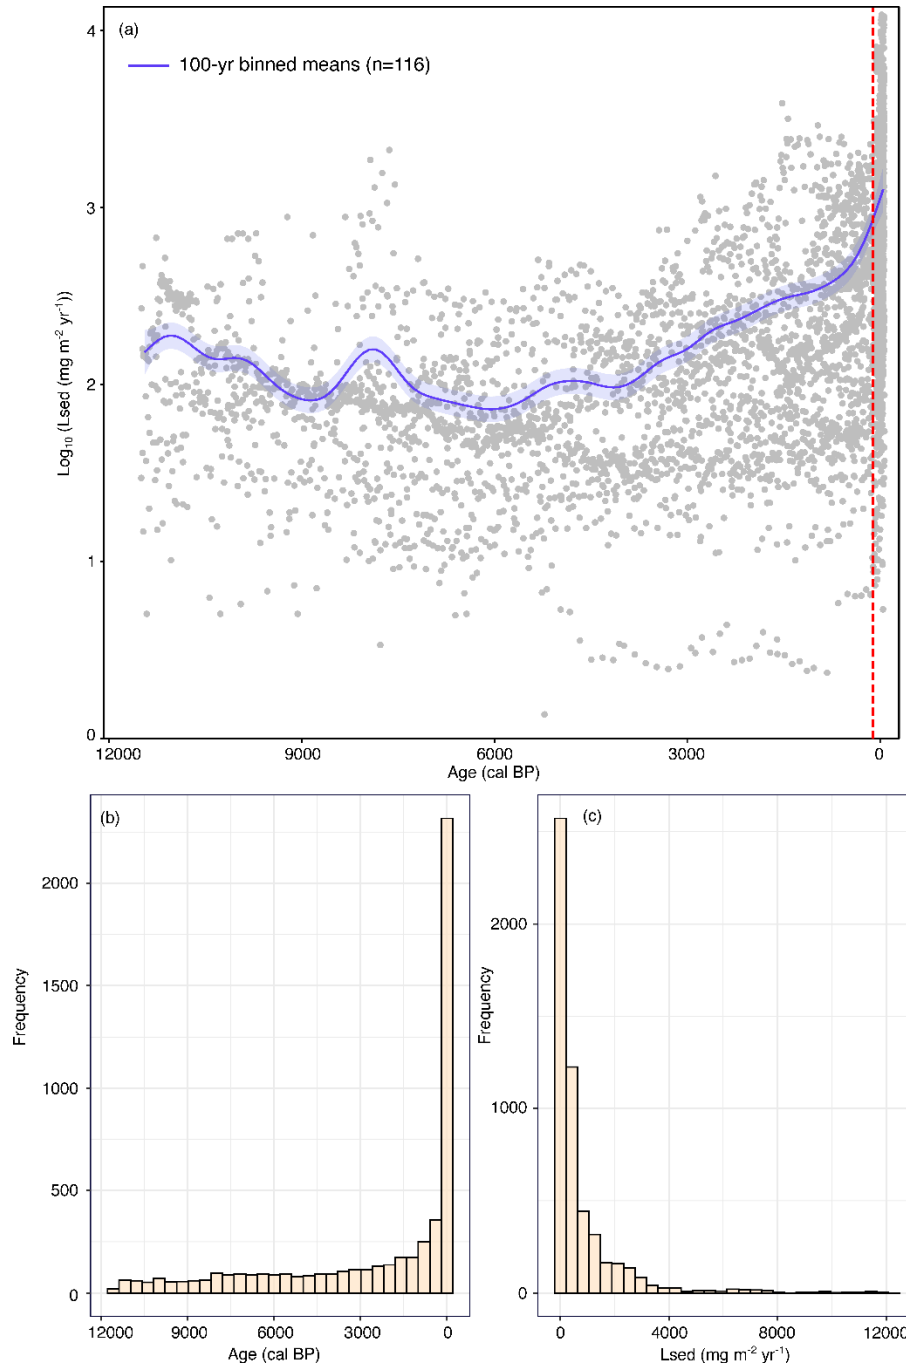 (a)
100-yr binned means (n=116)
4
3
2
1
0
Log₁₀ (Lsed (mg m⁻² yr⁻¹))
12000 9000 6000 3000 0
Age (cal BP)
(b)
2000
1500
1000
500
0
Frequency
12000 9000 6000 3000 0
Age (cal BP)
(c)
2000
1000
0
Frequency
0 4000 8000 12000
Lsed (mg m⁻² yr⁻¹)